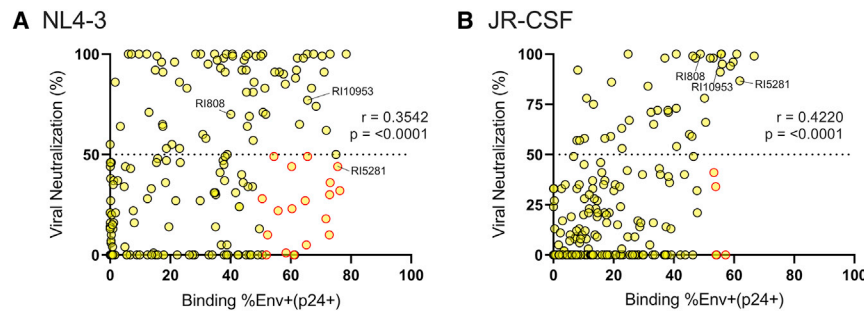 A NL4-3
Viral Neutralization (%)
100
50
0
0 20 40 60 80 100
Binding %Env+(p24+)
RI808
RI10953
RI5281
r = 0.3542
p = <0.0001
B JR-CSF
Viral Neutralization (%)
100
75
50
25
0
0 20 40 60 80 100
Binding %Env+(p24+)
RI808
RI10953
RI5281
r = 0.4220
p = <0.0001